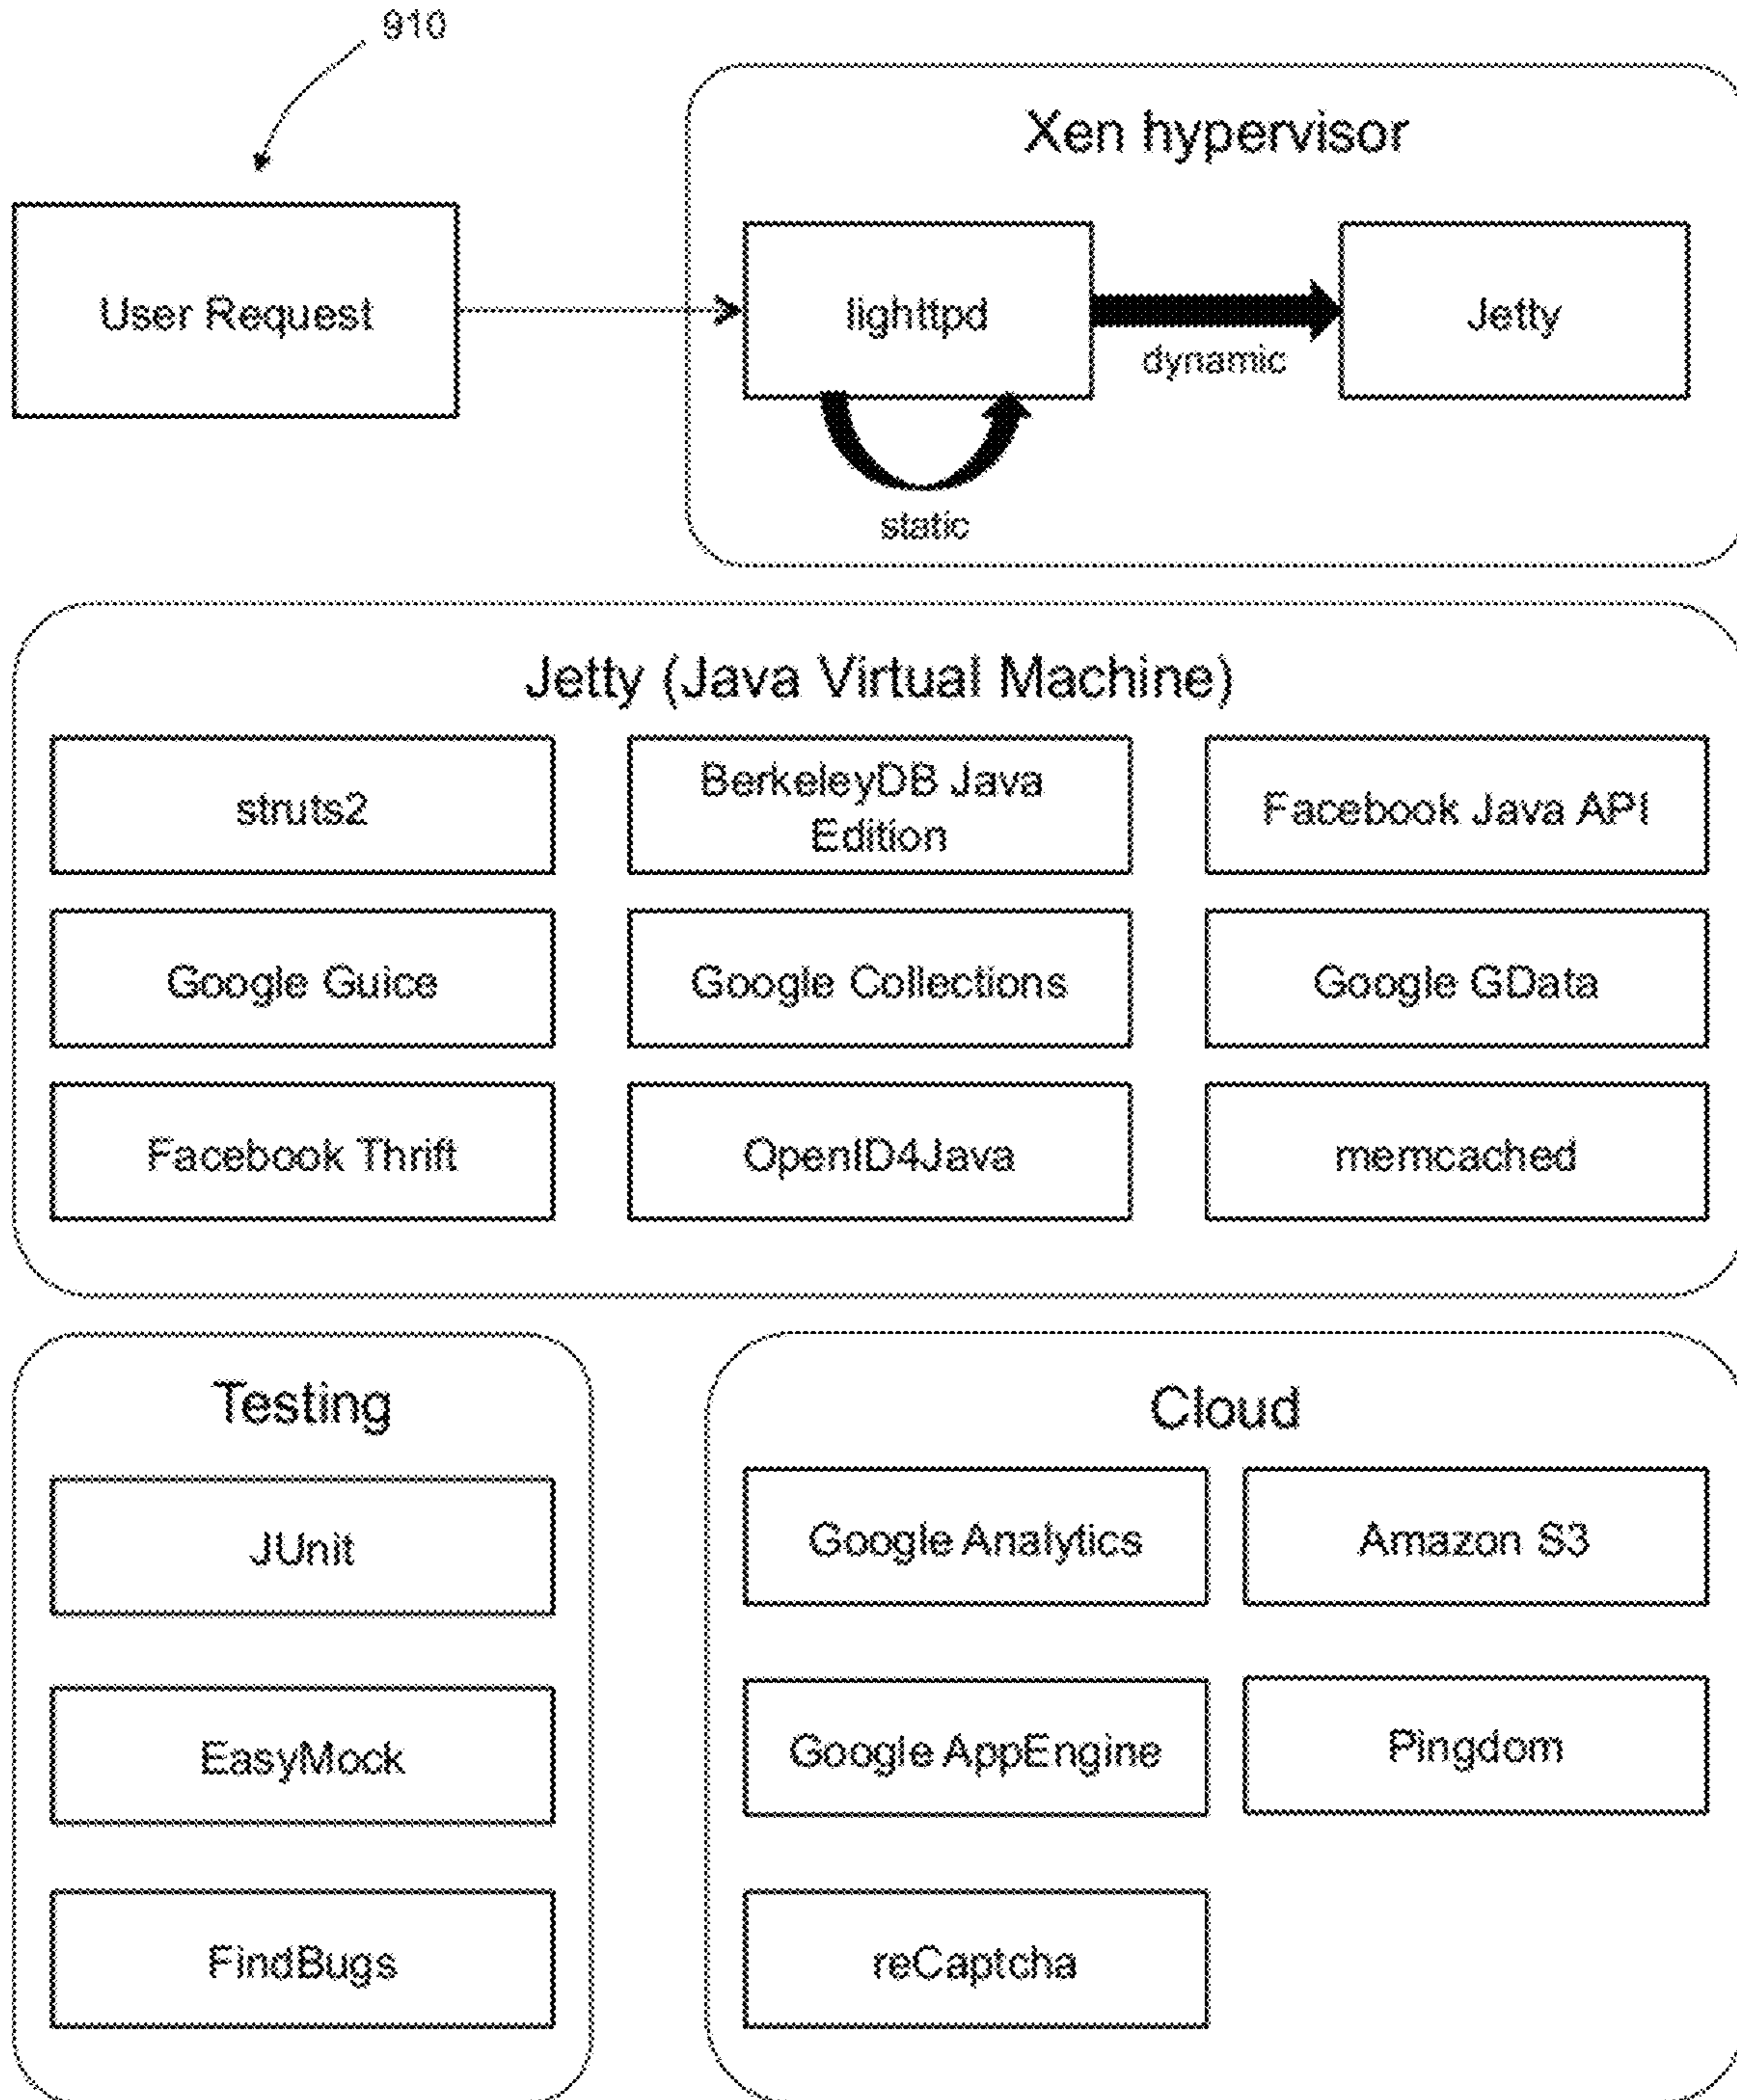 910
Xen hypervisor
User Request
lighttpd
Jetty
dynamic
static
Jetty (Java Virtual Machine)
struts2
BerkeleyDB Java
Edition
Facebook Java API
Google Guice
Google Collections
Google GData
Facebook Thrift
OpenID4Java
memcached
Testing
JUnit
EasyMock
FindBugs
Cloud
Google Analytics
Amazon S3
Google AppEngine
Pingdom
reCaptcha